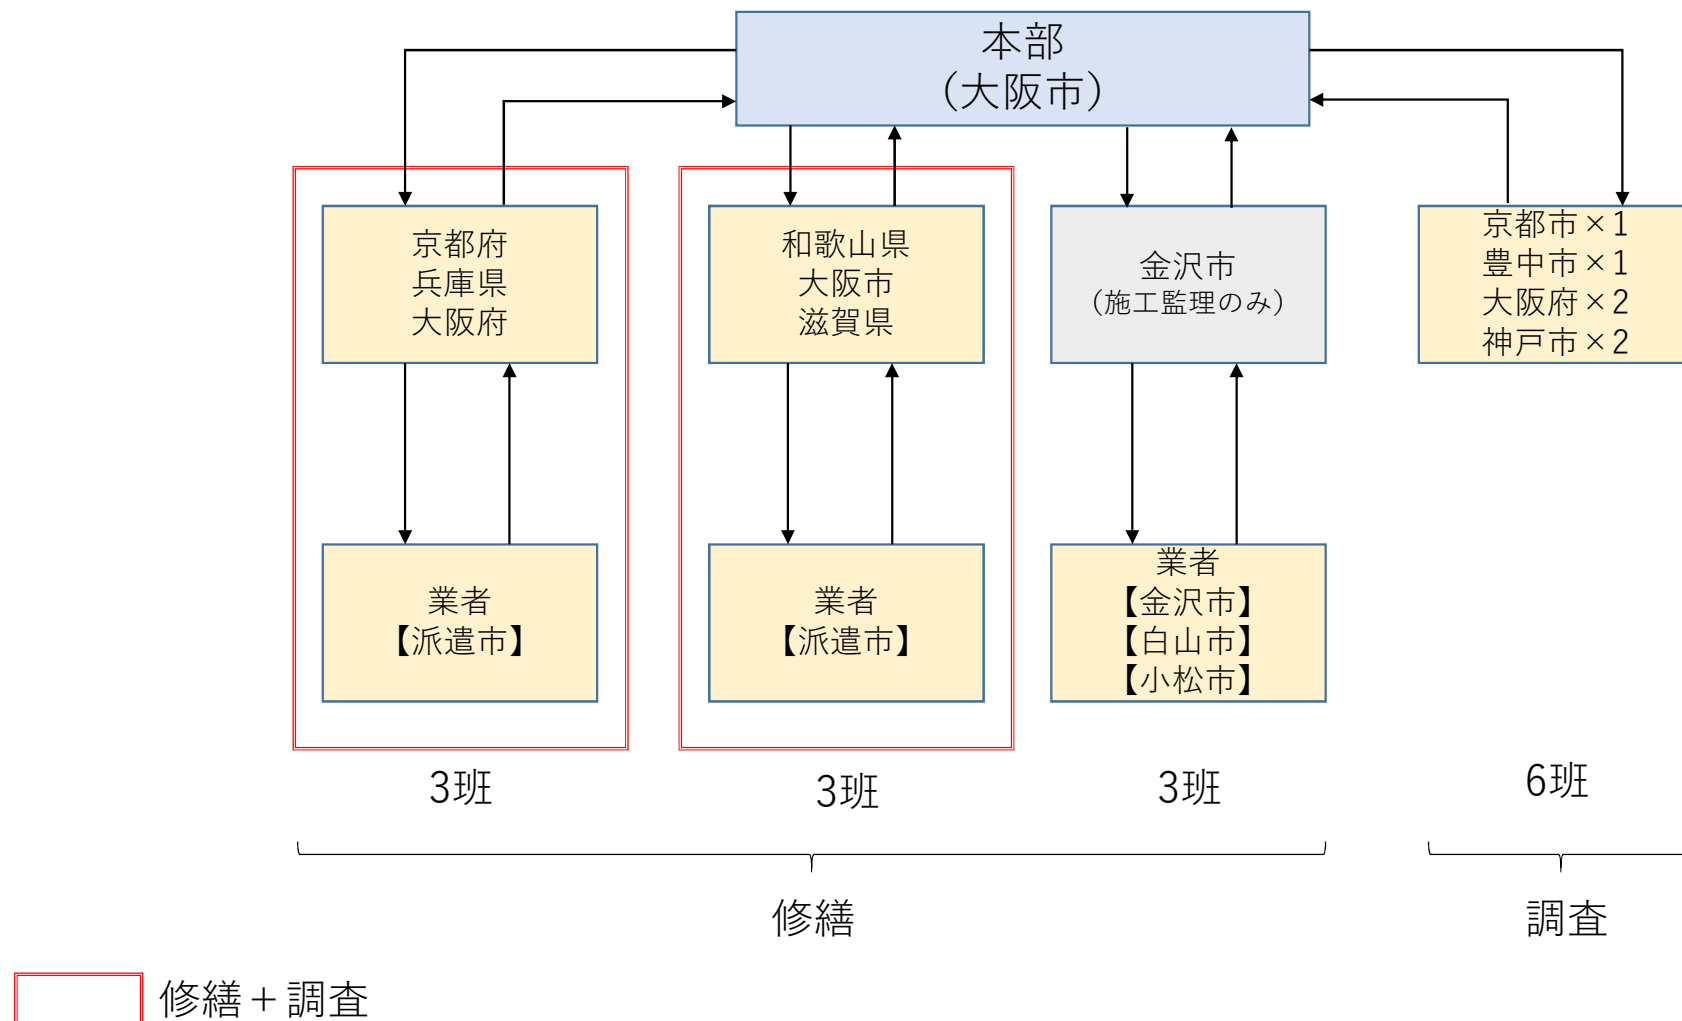 本部
（大阪市）
京都府
兵庫県
大阪府
和歌山県
大阪市
滋賀県
金沢市
（施工監理のみ）
京都市×1
豊中市×1
大阪府×2
神戸市×2
業者
【派遣市】
業者
【派遣市】
業者
【金沢市】
【白山市】
【小松市】
3班
3班
3班
6班
修繕
調査
修繕＋調査